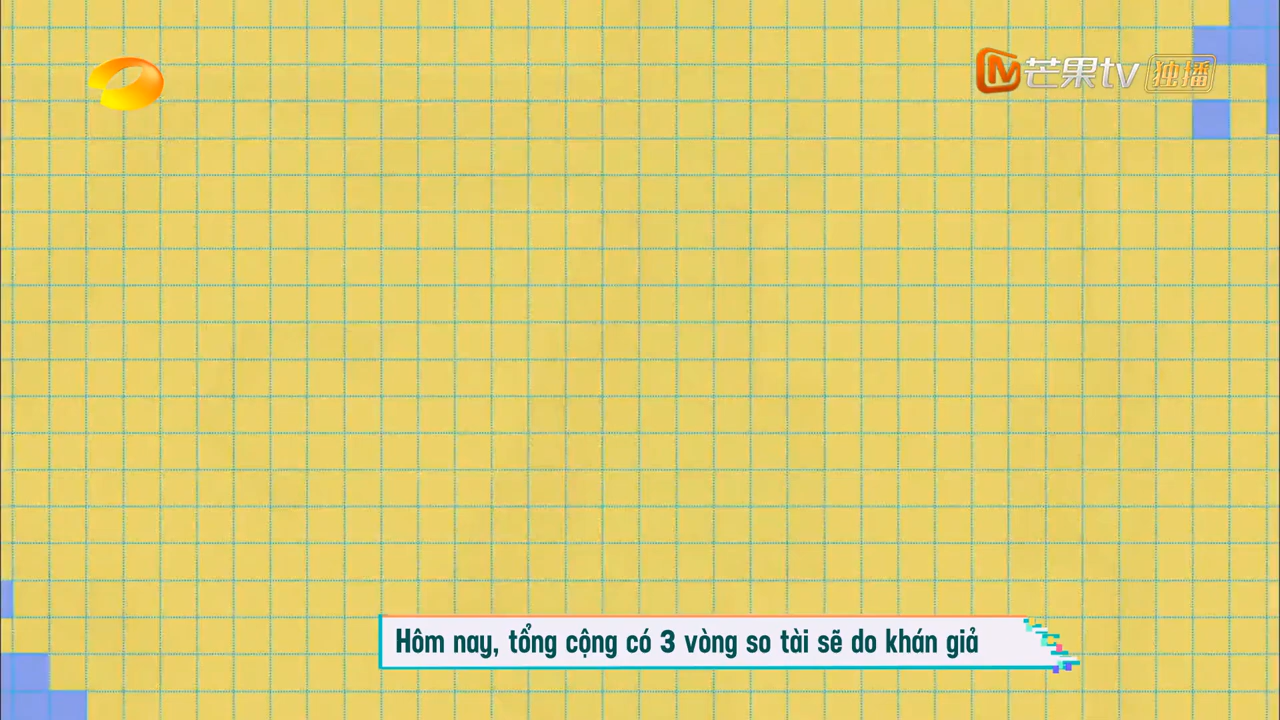 芒果tv 独播
Hôm nay, tổng cộng có 3 vòng so tài sẽ do khán giả